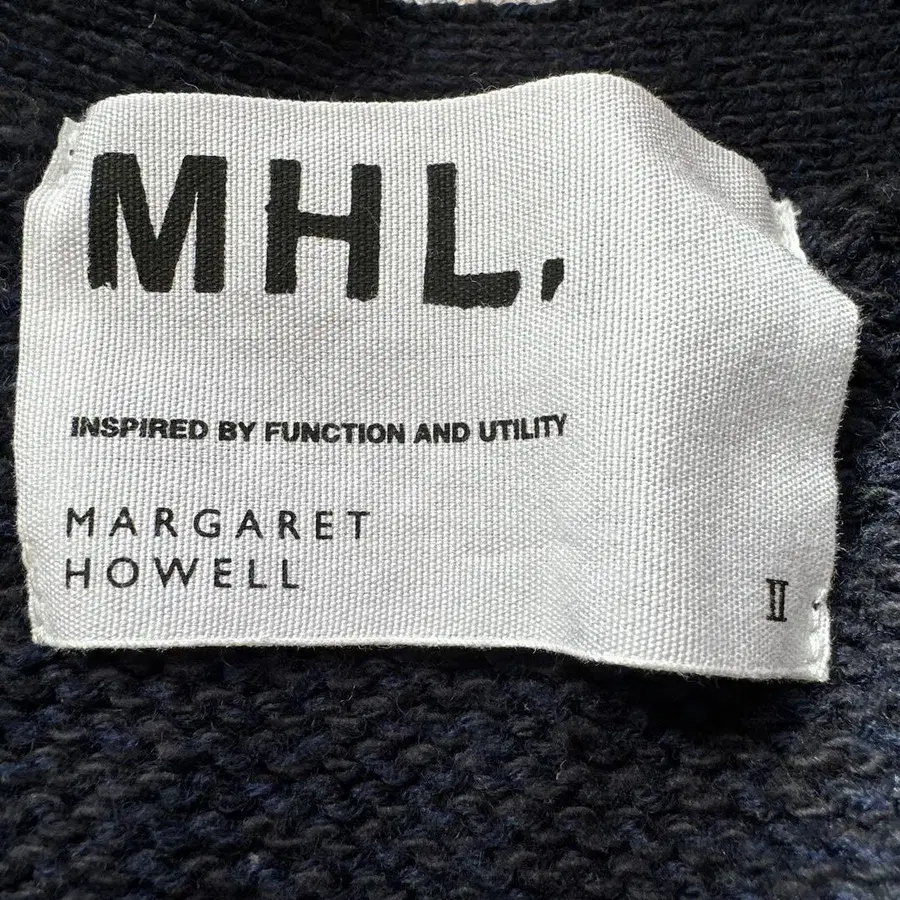 MHL.
INSPIRED BY FUNCTION AND UTILITY
MARGARET
HOWELL
II